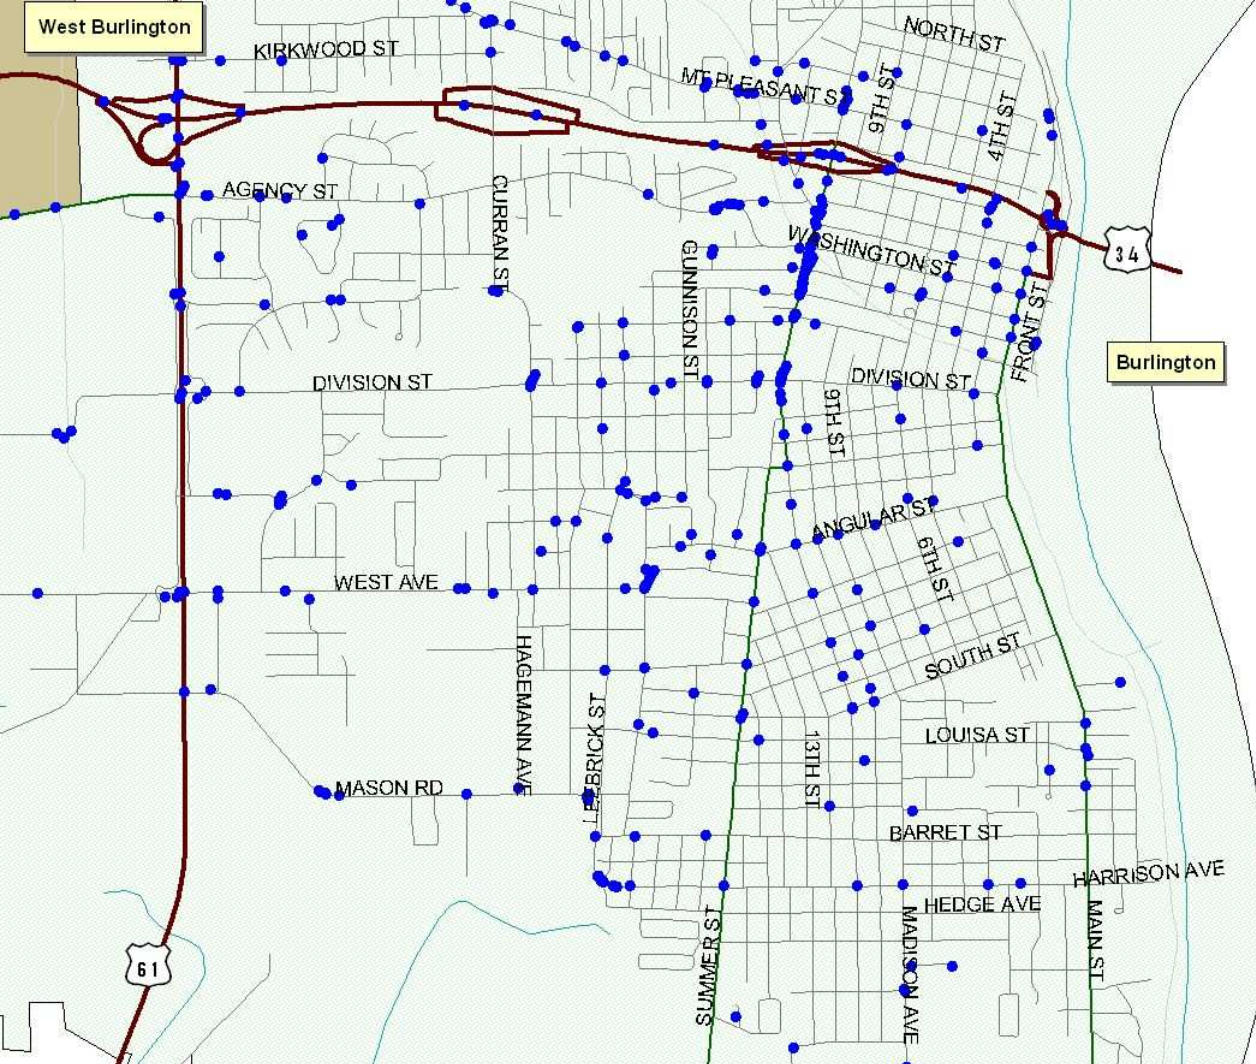 West Burlington
KIRKWOOD ST
NORTH ST
MT PLEASANT ST
9TH ST
4TH ST
AGENCY ST
CURRAN ST
WASHINGTON ST
GUNNISON ST
34
FRONT ST
Burlington
DIVISION ST
DIVISION ST
9TH ST
ANGULAR ST
6TH ST
WEST AVE
HAGEMANN AVE
SOUTH ST
LEEBRICK ST
LOUISA ST
13TH ST
MASON RD
BARRET ST
HARRISON AVE
HEDGE AVE
SUMMER ST
MADISON AVE
MAIN ST
61